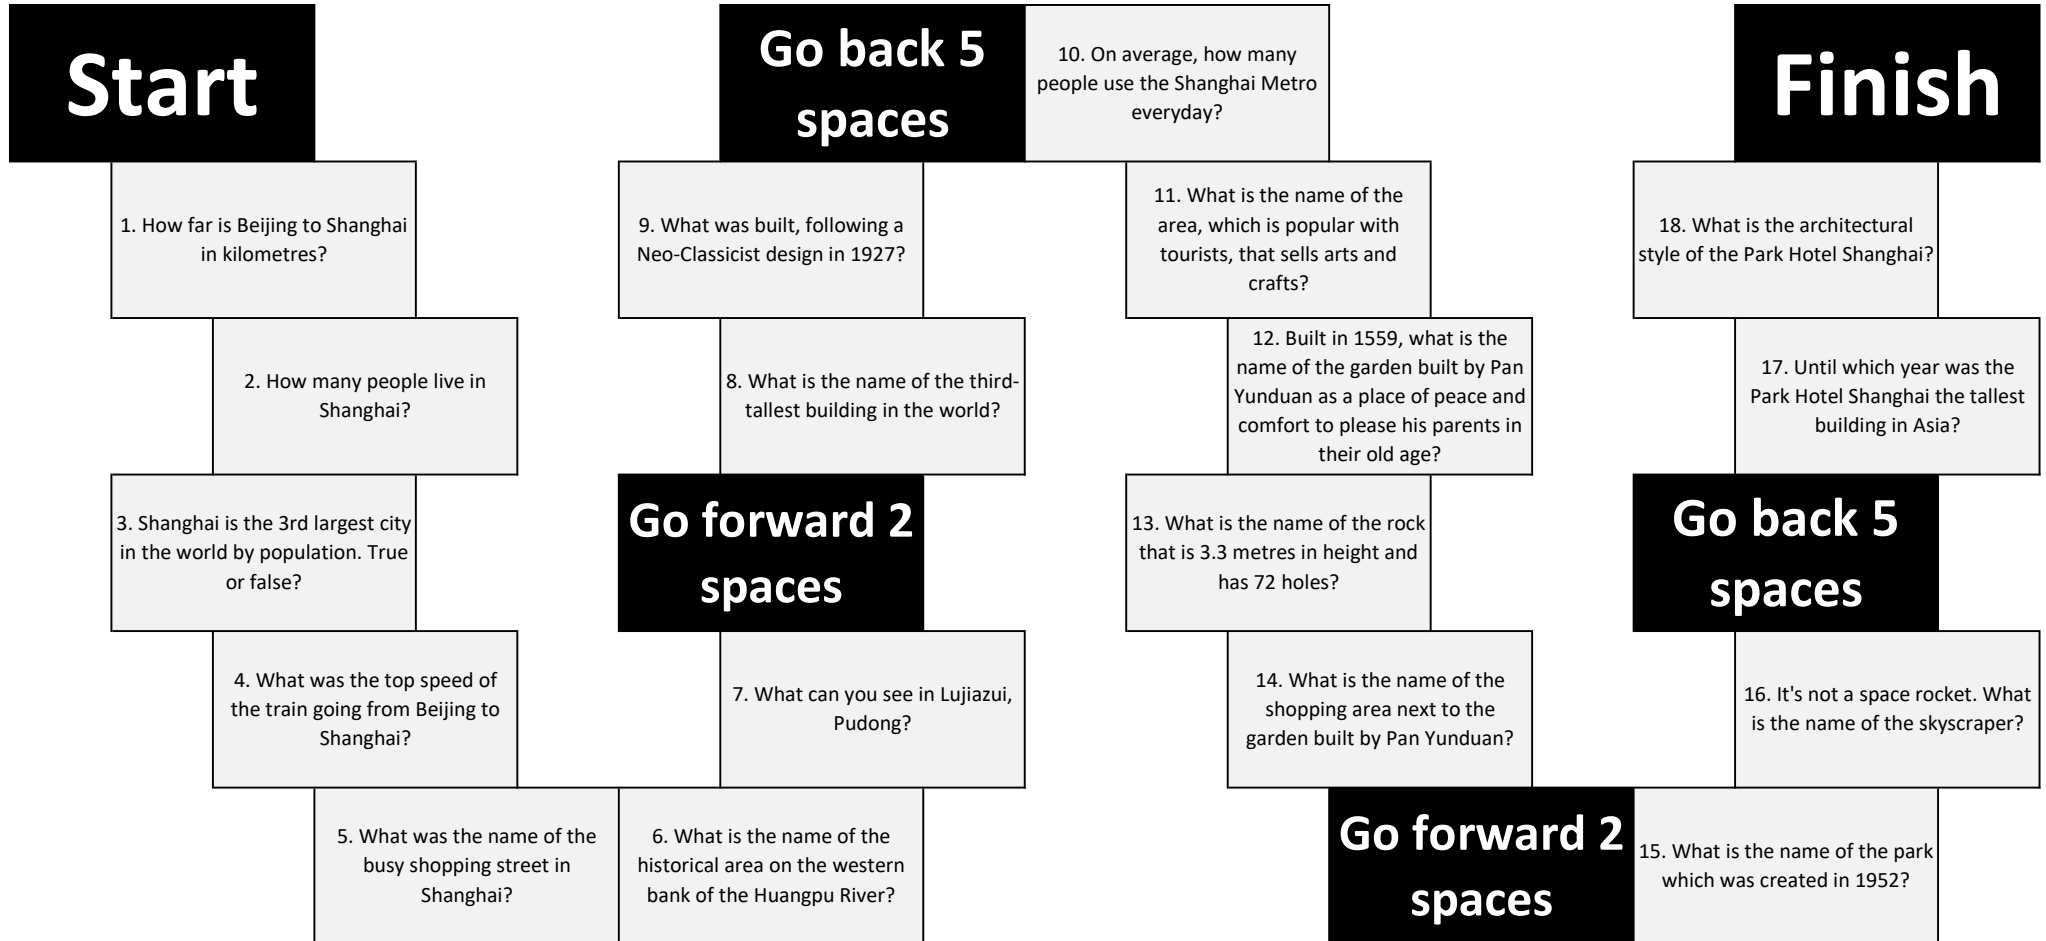 Start
1. How far is Beijing to Shanghai
in kilometres?
2. How many people live in
Shanghai?
3. Shanghai is the 3rd largest city
in the world by population. True
or false?
4. What was the top speed of
the train going from Beijing to
Shanghai?
5. What was the name of the
busy shopping street in
Shanghai?
6. What is the name of the
historical area on the western
bank of the Huangpu River?
7. What can you see in Lujiazui,
Pudong?
Go forward 2
spaces
8. What is the name of the third-
tallest building in the world?
9. What was built, following a
Neo-Classicist design in 1927?
Go back 5
spaces
10. On average, how many
people use the Shanghai Metro
everyday?
11. What is the name of the
area, which is popular with
tourists, that sells arts and
crafts?
12. Built in 1559, what is the
name of the garden built by Pan
Yunduan as a place of peace and
comfort to please his parents in
their old age?
13. What is the name of the rock
that is 3.3 metres in height and
has 72 holes?
14. What is the name of the
shopping area next to the
garden built by Pan Yunduan?
Go forward 2
spaces
15. What is the name of the park
which was created in 1952?
16. It's not a space rocket. What
is the name of the skyscraper?
Go back 5
spaces
17. Until which year was the
Park Hotel Shanghai the tallest
building in Asia?
18. What is the architectural
style of the Park Hotel Shanghai?
Finish